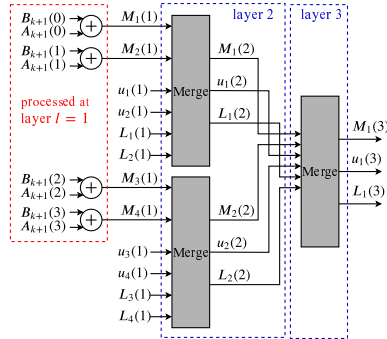 layer 2
layer 3
B_{k+1}(0)
A_{k+1}(0)
+
M_1(1)
B_{k+1}(1)
A_{k+1}(1)
+
M_2(1)
u_1(1)
u_2(1)
L_1(1)
L_2(1)
Merge
M_1(2)
u_1(2)
L_1(2)
processed at
layer l = 1
B_{k+1}(2)
A_{k+1}(2)
+
M_3(1)
B_{k+1}(3)
A_{k+1}(3)
+
M_4(1)
u_3(1)
u_4(1)
L_3(1)
L_4(1)
Merge
M_2(2)
u_2(2)
L_2(2)
Merge
M_1(3)
u_1(3)
L_1(3)